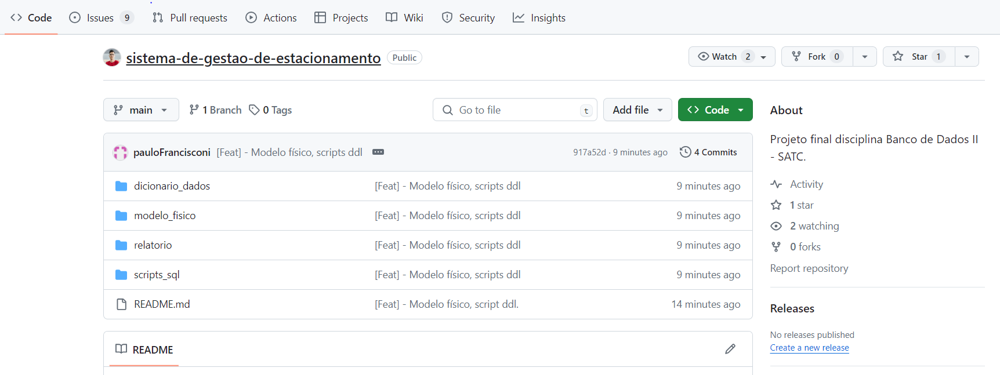 Code Issues 9 Pull requests Actions Projects Wiki Security Insights
sistema-de-gestao-de-estacionamento Public Watch 2 Fork 0 Star 1
main 1 Branch 0 Tags Go to file t Add file Code
pauloFrancisconi [Feat] - Modelo físico, scripts ddl 917a52d · 9 minutes ago 4 Commits
dicionario_dados [Feat] - Modelo físico, scripts ddl 9 minutes ago
modelo_fisico [Feat] - Modelo físico, scripts ddl 9 minutes ago
relatorio [Feat] - Modelo físico, scripts ddl 9 minutes ago
scripts_sql [Feat] - Modelo físico, scripts ddl 9 minutes ago
README.md [Feat] - Modelo físico, script ddl. 14 minutes ago
README
About
Projeto final disciplina Banco de Dados II
- SATC.
Activity
1 star
2 watching
0 forks
Report repository
Releases
No releases published
Create a new release